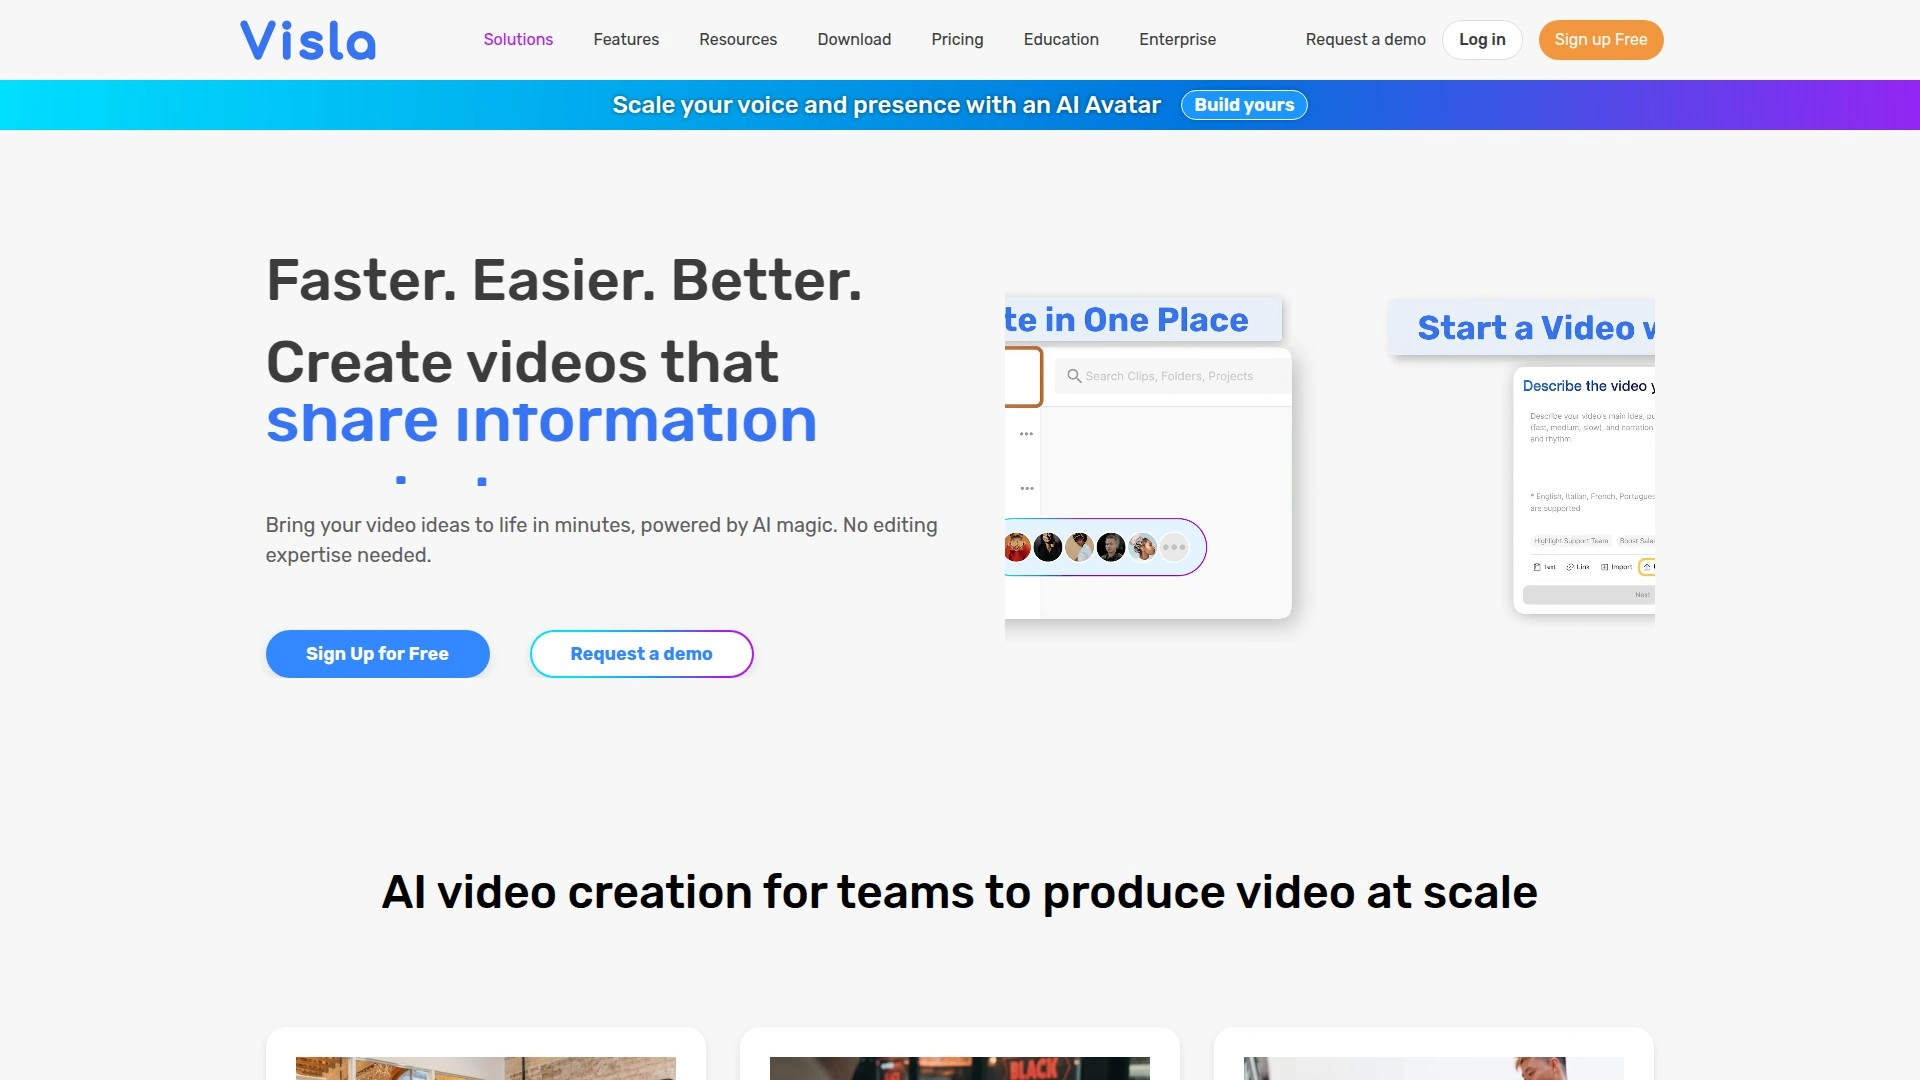 Visla
Solutions
Features
Resources
Download
Pricing
Education
Enterprise
Request a demo
Log in
Sign up Free
Scale your voice and presence with an AI Avatar
Build yours
Faster. Easier. Better.
Create videos that
share information
Bring your video ideas to life in minutes, powered by AI magic. No editing
expertise needed.
Sign Up for Free
Request a demo
te in One Place
Search Clips, Folders, Projects
Start a Video
Describe the video
Describe your video's main idea, pu
(fast, medium, slow), and narration
and rhythm.
* English, Italian, French, Portugues
are supported
Highlight Support Team
Boost Sale
Text
Link
Import
Next
AI video creation for teams to produce video at scale
BLACK